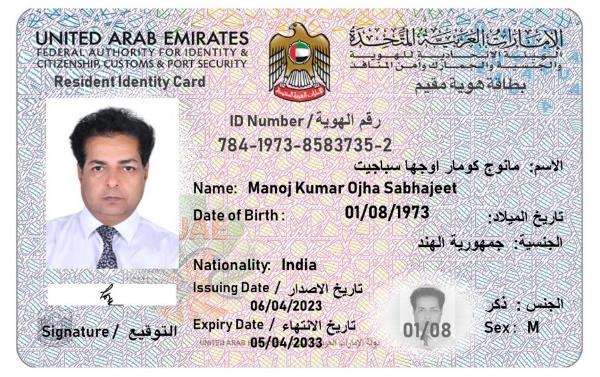 UNITED ARAB EMIRATES
FEDERAL AUTHORITY FOR IDENTITY &
CITIZENSHIP, CUSTOMS & PORT SECURITY
Resident Identity Card
الإمارات العربية المتحدة
الهيئة الاتحادية للهوية
والجنسية والجمارك وأمن المنافذ
بطاقة هوية مقيم
ID Number / رقم الهوية
784-1973-8583735-2
الاسم: مانوج كومار اوجها سباجيت
Name: Manoj Kumar Ojha Sabhajeet
Date of Birth : 01/08/1973 تاريخ الميلاد:
الجنسية: جمهورية الهند
Nationality: India
Issuing Date / تاريخ الاصدار
06/04/2023
الجنس : ذكر
Expiry Date / تاريخ الانتهاء
05/04/2033
01/08
Sex: M
Signature / التوقيع
UAE